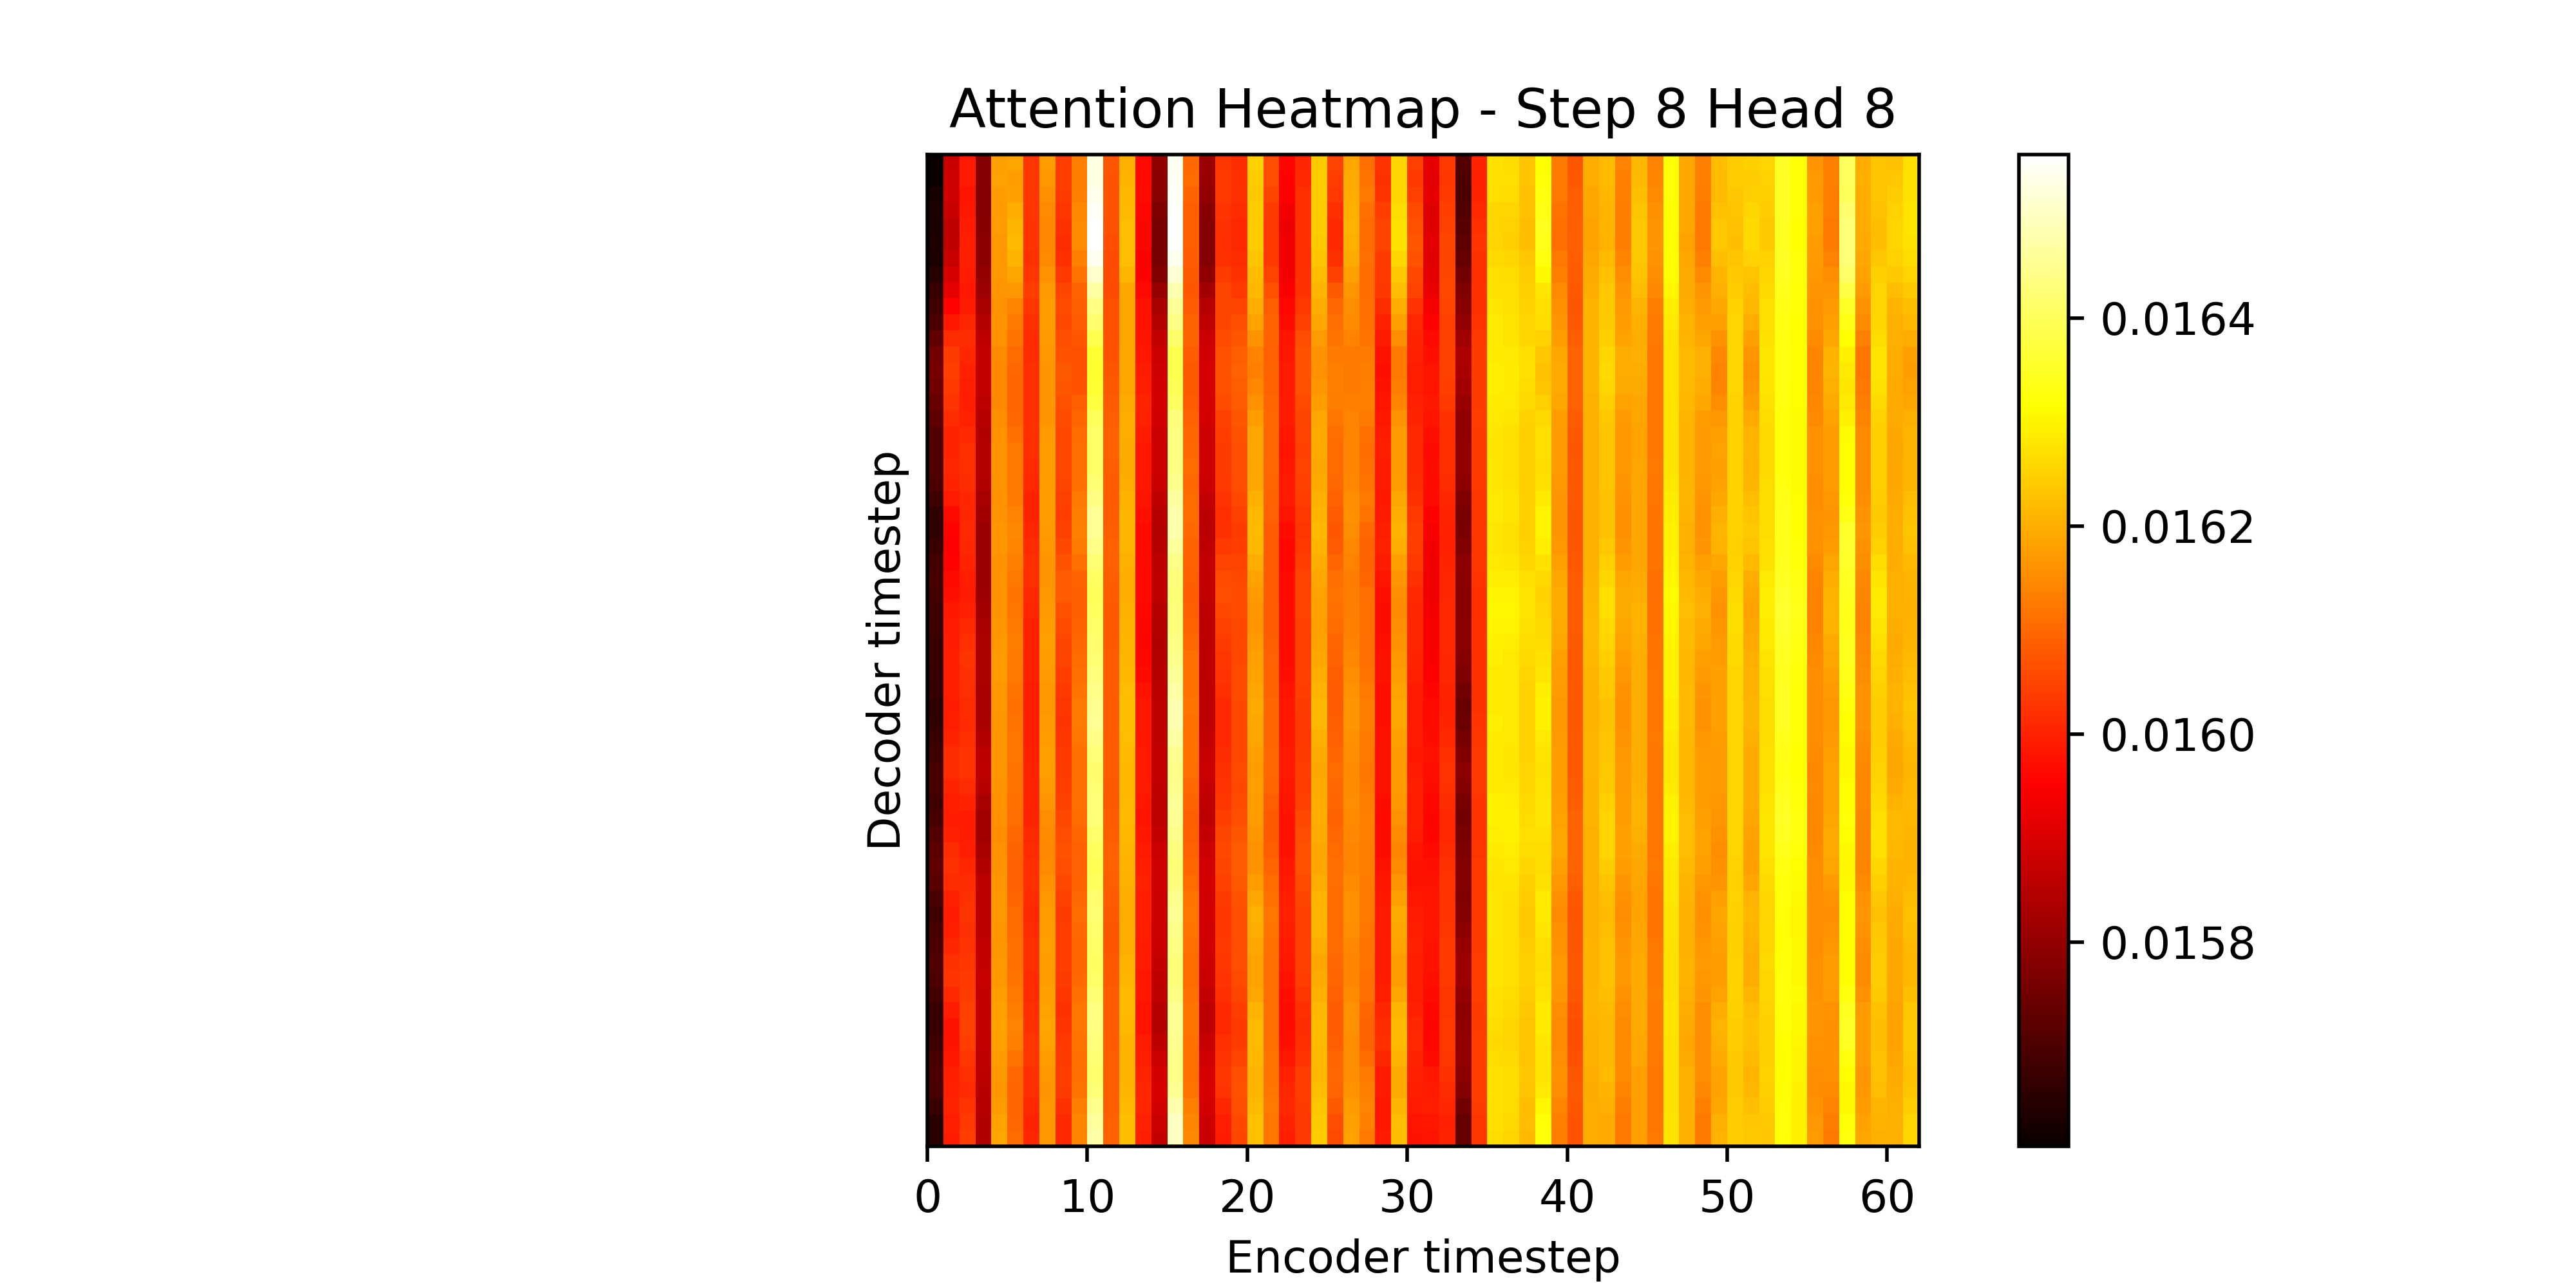 Attention Heatmap - Step 8 Head 8
Decoder timestep
0 10 20 30 40 50 60
Encoder timestep
0.0164
0.0162
0.0160
0.0158